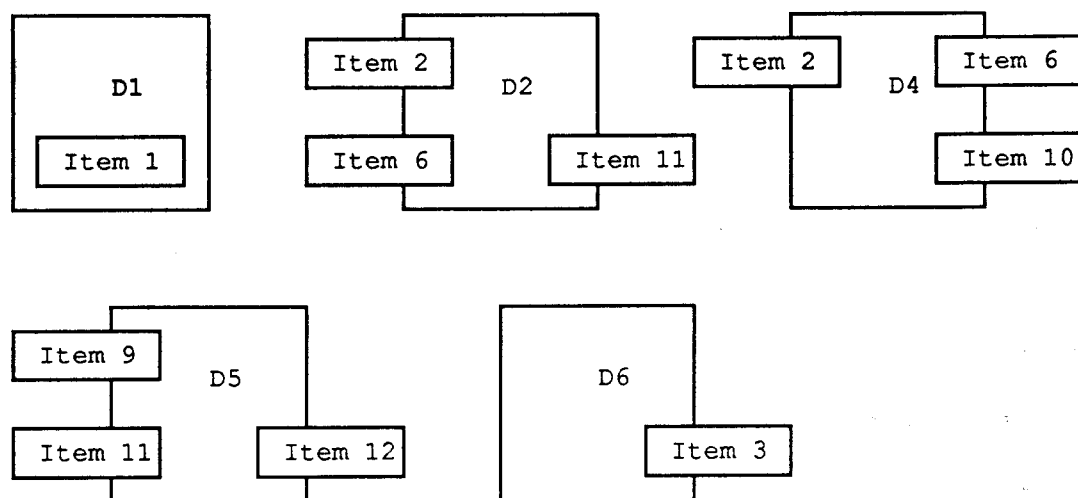 D1
Item 1
Item 2
D2
Item 6
Item 11
Item 2
D4
Item 6
Item 10
Item 9
D5
Item 11
Item 12
D6
Item 3